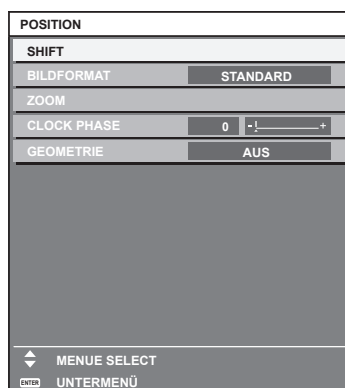 POSITION
SHIFT
BILDFORMAT STANDARD
ZOOM
CLOCK PHASE 0 - +
GEOMETRIE AUS
MENUE SELECT
ENTER UNTERMENÜ